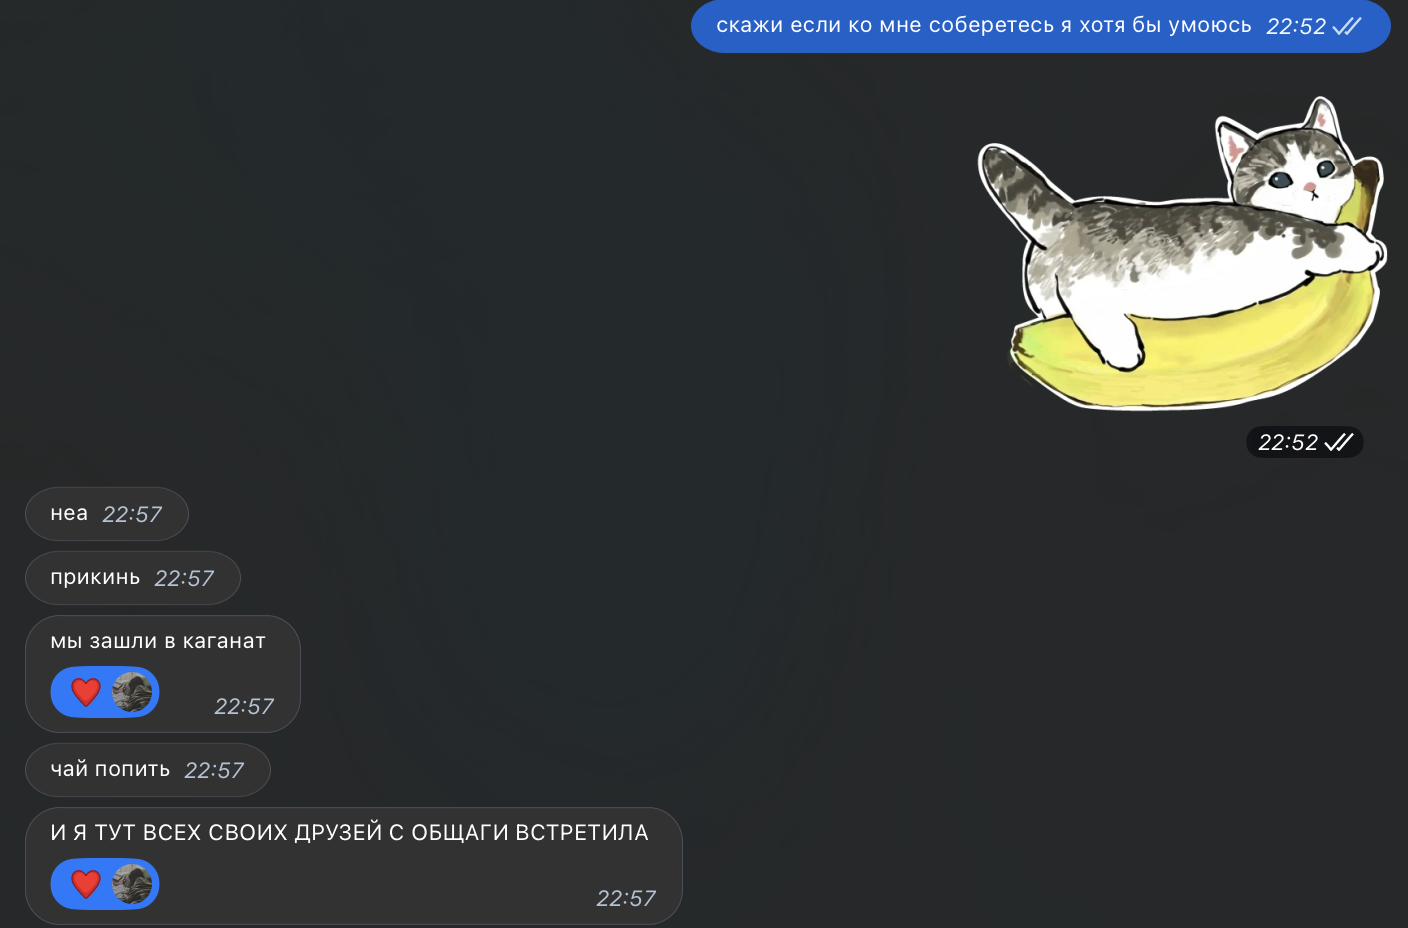 скажи если ко мне соберетесь я хотя бы умоюсь 22:52
22:52
неа 22:57
прикинь 22:57
мы зашли в каганат
22:57
чай попить 22:57
И Я ТУТ ВСЕХ СВОИХ ДРУЗЕЙ С ОБЩАГИ ВСТРЕТИЛА
22:57